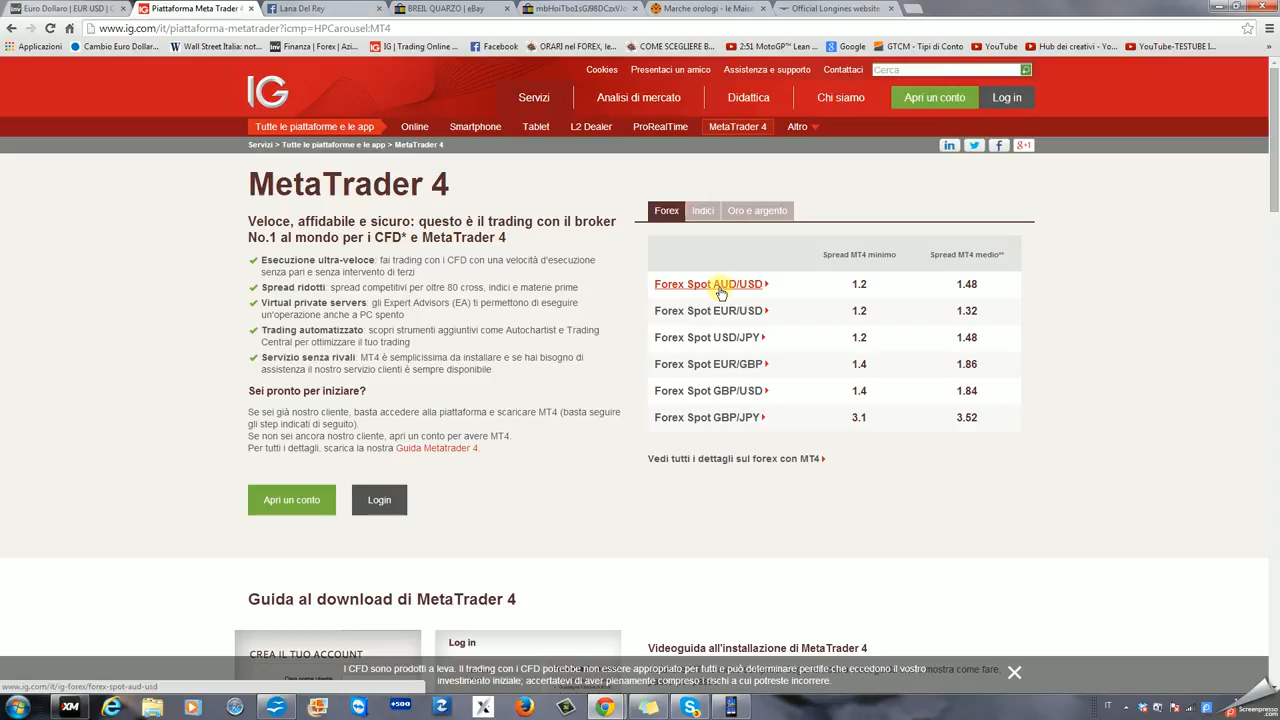 Euro Dollaro | EUR USD | C
Piattaforma Meta Trader 4
Lana Del Rey
BREIL QUARZO | eBay
mbHoiTbo1sGI98DCzxVJ
Marche orologi - le Maiso
Official Longines website
www.ig.com/it/piattaforma-metatrader?icmp=HPCarousel:MT4
Applicazioni
Cambio Euro Dollaro...
Wall Street Italia: not...
Finanza | Forex | Azi...
IG | Trading Online ...
Facebook
ORARI nel FOREX, le...
COME SCEGLIERE B...
2:51 MotoGP™ Lean ...
Google
GTCM - Tipi di Conto
YouTube
Hub dei creativi - Yo...
YouTube-TESTUBE I...
Cookies
Presentaci un amico
Assistenza e supporto
Contattaci
Cerca
IG
Servizi
Analisi di mercato
Didattica
Chi siamo
Apri un conto
Log in
Tutte le piattaforme e le app
Online
Smartphone
Tablet
L2 Dealer
ProRealTime
MetaTrader 4
Altro
Servizi > Tutte le piattaforme e le app > MetaTrader 4
MetaTrader 4
Veloce, affidabile e sicuro: questo è il trading con il broker
No.1 al mondo per i CFD* e MetaTrader 4
Esecuzione ultra-veloce: fai trading con i CFD con una velocità d'esecuzione
senza pari e senza intervento di terzi
Spread ridotti: spread competitivi per oltre 80 cross, indici e materie prime
Virtual private servers: gli Expert Advisors (EA) ti permettono di eseguire
un'operazione anche a PC spento
Trading automatizzato: scopri strumenti aggiuntivi come Autochartist e Trading
Central per ottimizzare il tuo trading
Servizio senza rivali: MT4 è semplicissima da installare e se hai bisogno di
assistenza il nostro servizio clienti è sempre disponibile
Sei pronto per iniziare?
Se sei già nostro cliente, basta accedere alla piattaforma e scaricare MT4 (basta seguire
gli step indicati di seguito).
Se non sei ancora nostro cliente, apri un conto per avere MT4.
Per tutti i dettagli, scarica la nostra Guida Metatrader 4.
Apri un conto
Login
Forex
Indici
Oro e argento
Spread MT4 minimo
Spread MT4 medio**
Forex Spot AUD/USD 1.2 1.48
Forex Spot EUR/USD 1.2 1.32
Forex Spot USD/JPY 1.2 1.48
Forex Spot EUR/GBP 1.4 1.86
Forex Spot GBP/USD 1.4 1.84
Forex Spot GBP/JPY 3.1 3.52
Vedi tutti i dettagli sul forex con MT4
Guida al download di MetaTrader 4
CREA IL TUO ACCOUNT
Log in
Videoguida all'installazione di MetaTrader 4
mostra come fare,
I CFD sono prodotti a leva. Il trading con i CFD potrebbe non essere appropriato per tutti e può determinare perdite che eccedono il vostro
investimento iniziale; accertatevi di aver pienamente compreso i rischi a cui potreste incorrere.
www.ig.com/it/ig-forex/forex-spot-aud-usd
XM
+500
IT
Screenpresso
.com